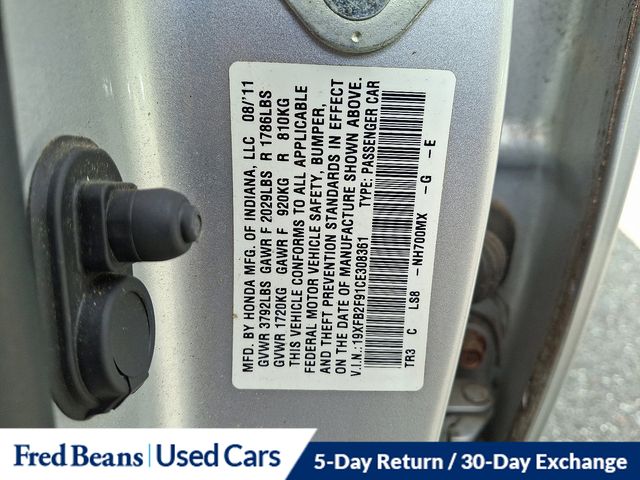 MFD. BY HONDA MFG. OF INDIANA, LLC 08/'11
GVWR 3792LBS GAWR F 2029LBS R 1786LBS
GVWR 1720KG GAWR F 920KG R 810KG
THIS VEHICLE CONFORMS TO ALL APPLICABLE
FEDERAL MOTOR VEHICLE SAFETY, BUMPER,
AND THEFT PREVENTION STANDARDS IN EFFECT
ON THE DATE OF MANUFACTURE SHOWN ABOVE.
V.I.N.:19XFB2F91CE308361 TYPE: PASSENGER CAR
TR3 C LS8 -NH700MX -G -E
Fred Beans | Used Cars
5-Day Return / 30-Day Exchange